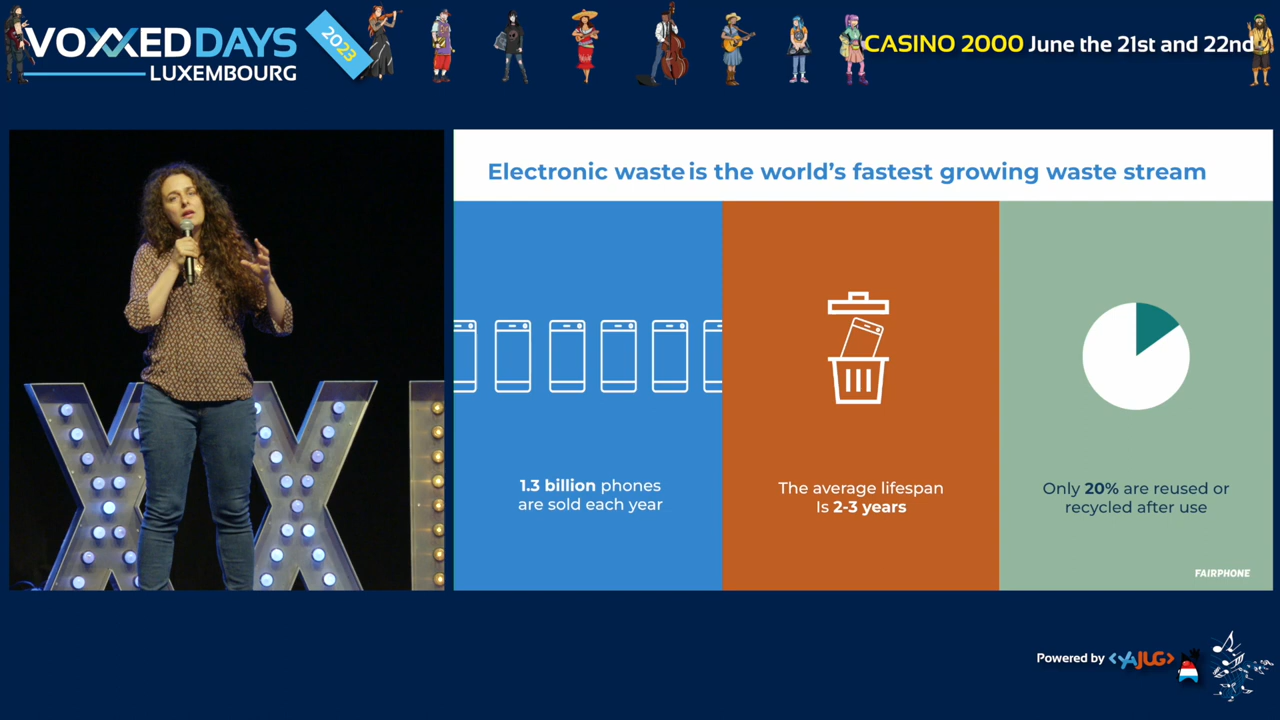 VOXXEDDAYS
LUXEMBOURG
2023
CASINO 2000 June the 21st and 22nd
Electronic waste is the world's fastest growing waste stream
1.3 billion phones
are sold each year
The average lifespan
Is 2-3 years
Only 20% are reused or
recycled after use
FAIRPHONE
XX
Powered by <YAJUG>